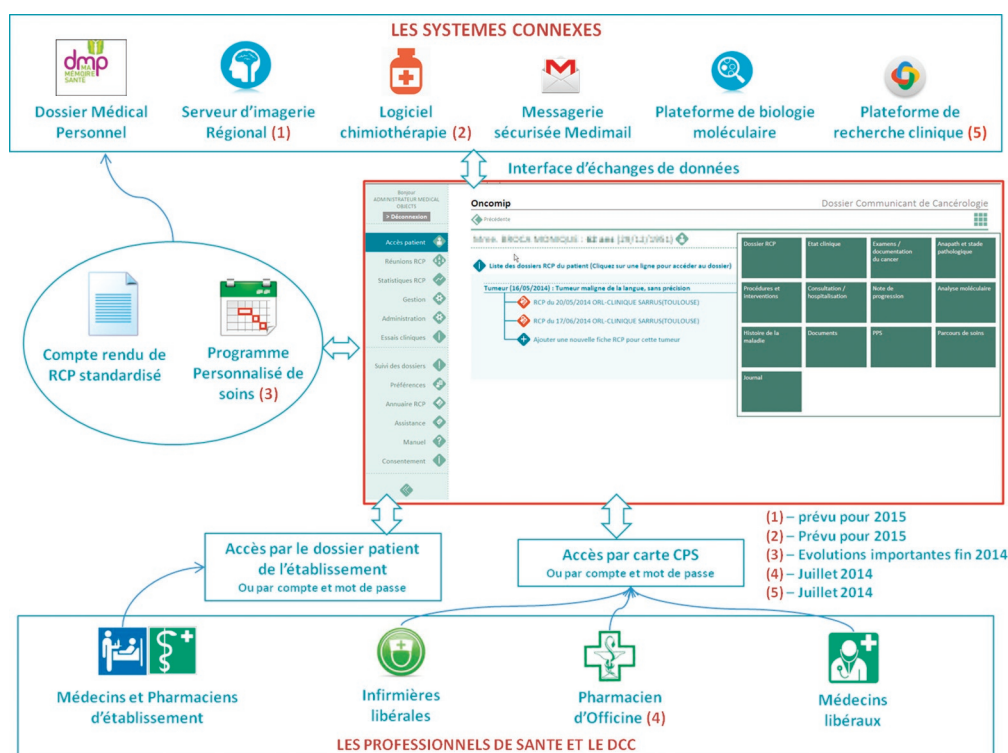 LES SYSTEMES CONNEXES
dmp
MA
MÉMOIRE
SANTÉ
Dossier Médical
Personnel
Serveur d'imagerie
Régional (1)
Logiciel
chimiothérapie (2)
Messagerie
sécurisée Medimail
Plateforme de biologie
moléculaire
Plateforme de
recherche clinique (5)
Interface d'échanges de données
Bonjour
ADMINISTRATEUR MEDICAL
OBJECTS
> Déconnexion
Accès patient
Réunions RCP
Statistiques RCP
Gestion
Administration
Essais cliniques
Suivi des dossiers
Préférences
Annuaire RCP
Assistance
Manuel
Consentement
Oncomip
Dossier Communicant de Cancérologie
Précédente
Mme. BROCA MONIQUE : 62 ans (28/12/1951)
Liste des dossiers RCP du patient (Cliquez sur une ligne pour accéder au dossier)
Tumeur (16/05/2014) : Tumeur maligne de la langue, sans précision
RCP du 20/05/2014 ORL-CLINIQUE SARRUS(TOULOUSE)
RCP du 17/06/2014 ORL-CLINIQUE SARRUS(TOULOUSE)
Ajouter une nouvelle fiche RCP pour cette tumeur
Dossier RCP
Etat clinique
Examens /
documentation
du cancer
Anapath et stade
pathologique
Procédures et
interventions
Consultation /
hospitalisation
Note de
progression
Analyse moléculaire
Histoire de la
maladie
Documents
PPS
Parcours de soins
Journal
Compte rendu de
RCP standardisé
Programme
Personnalisé de
soins (3)
Accès par le dossier patient
de l'établissement
Ou par compte et mot de passe
Accès par carte CPS
Ou par compte et mot de passe
(1) – prévu pour 2015
(2) – Prévu pour 2015
(3) – Evolutions importantes fin 2014
(4) – Juillet 2014
(5) – Juillet 2014
Médecins et Pharmaciens
d'établissement
Infirmières
libérales
Pharmacien
d'Officine (4)
Médecins
libéraux
LES PROFESSIONNELS DE SANTE ET LE DCC